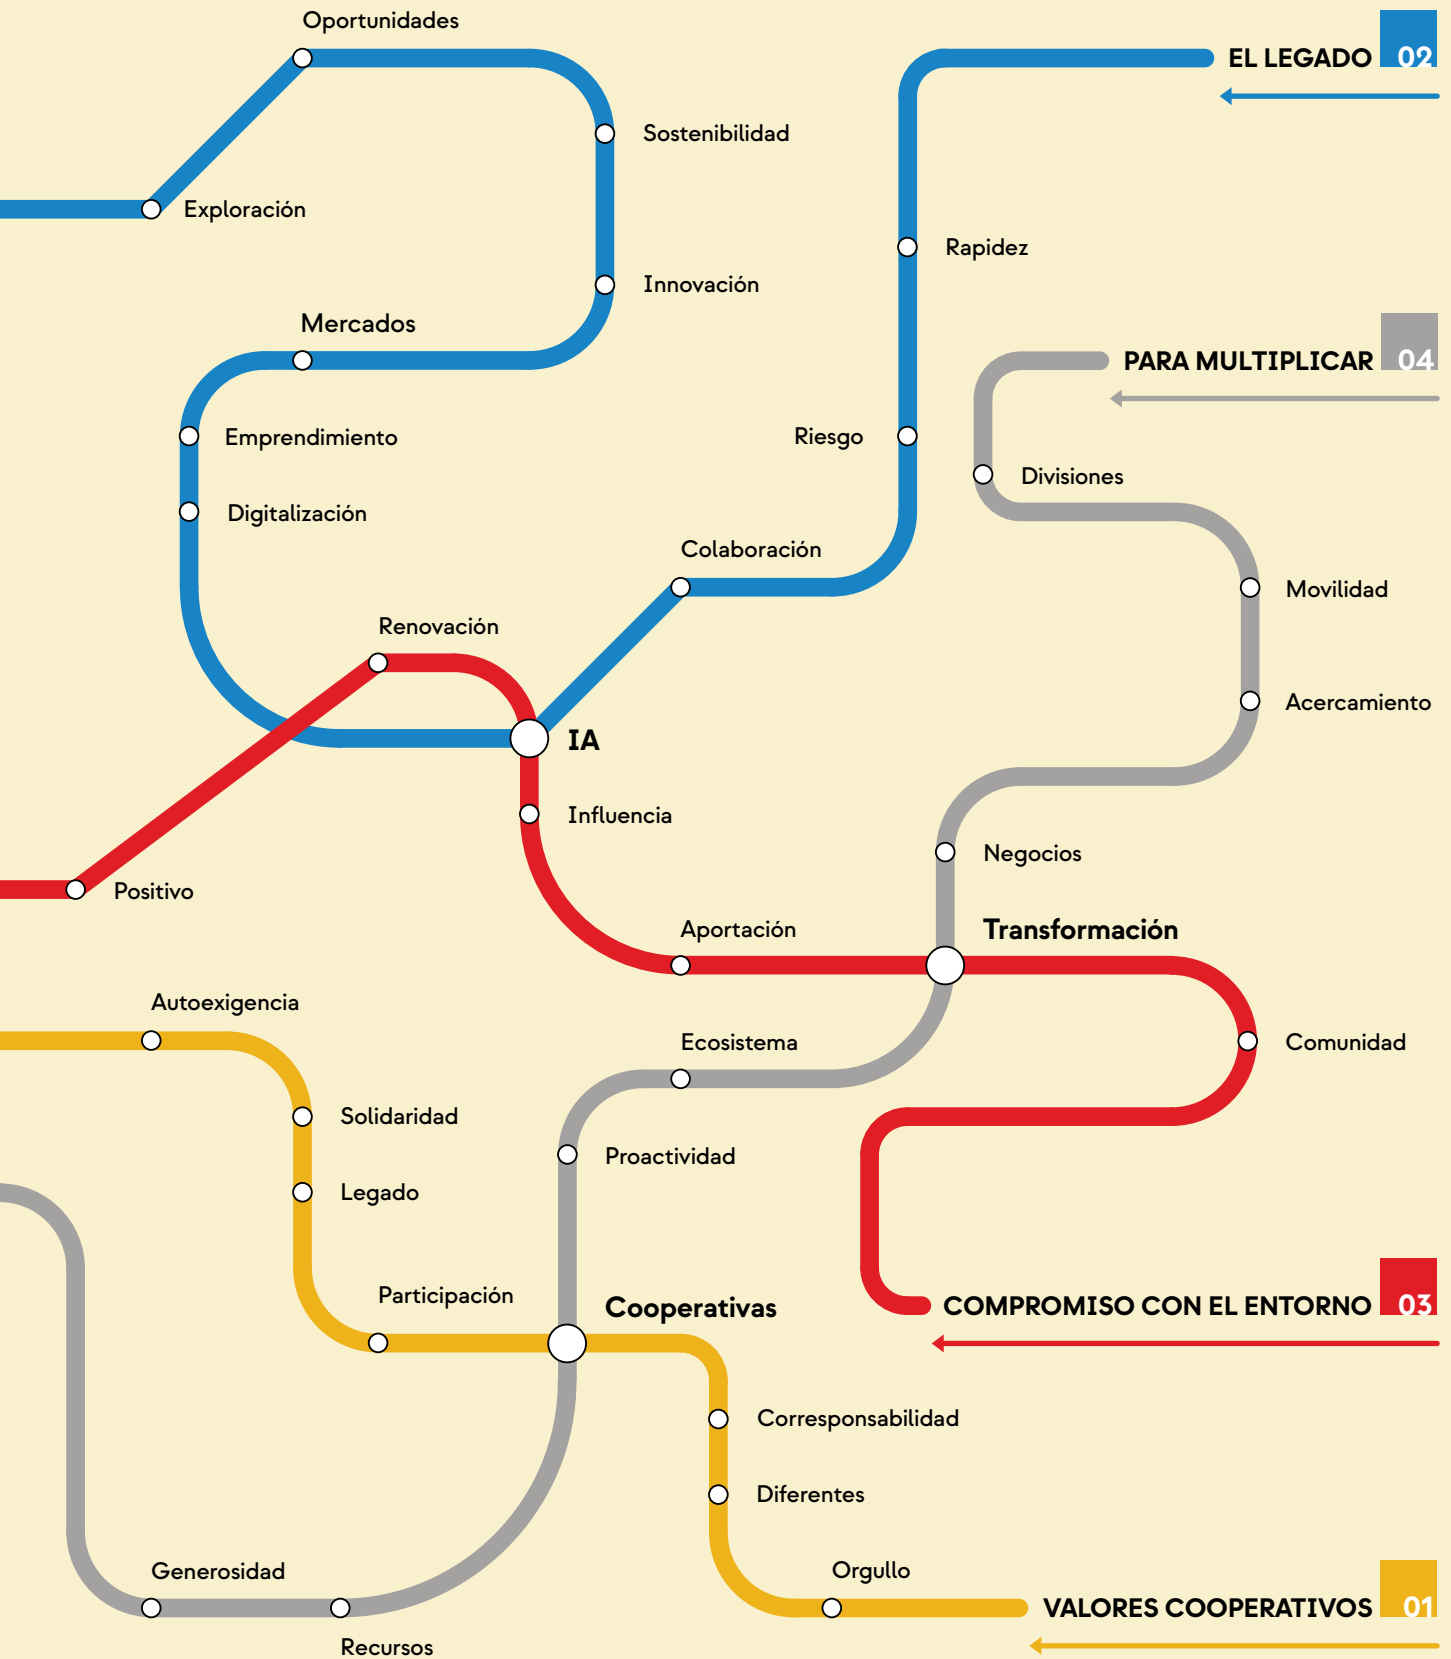 Oportunidades
EL LEGADO 02
Sostenibilidad
Exploración
Rapidez
Innovación
Mercados
PARA MULTIPLICAR 04
Emprendimiento
Riesgo
Divisiones
Digitalización
Colaboración
Movilidad
Renovación
Acercamiento
IA
Influencia
Negocios
Positivo
Aportación
Transformación
Autoexigencia
Ecosistema
Comunidad
Solidaridad
Proactividad
Legado
Participación
Cooperativas
COMPROMISO CON EL ENTORNO 03
Corresponsabilidad
Diferentes
Generosidad
Orgullo
VALORES COOPERATIVOS 01
Recursos